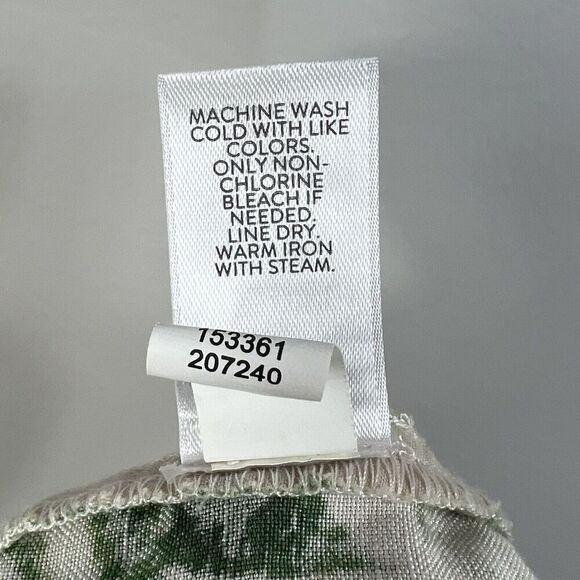 MACHINE WASH
COLD WITH LIKE
COLORS.
ONLY NON-
CHLORINE
BLEACH IF
NEEDED.
LINE DRY.
WARM IRON
WITH STEAM.
153361
207240